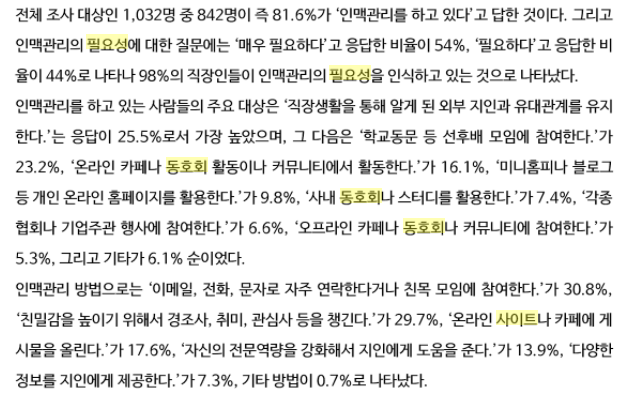 전체 조사 대상인 1,032명 중 842명이 즉 81.6%가 ‘인맥관리를 하고 있다’고 답한 것이다. 그리고
인맥관리의 필요성에 대한 질문에는 ‘매우 필요하다’고 응답한 비율이 54%, ‘필요하다’고 응답한 비
율이 44%로 나타나 98%의 직장인들이 인맥관리의 필요성을 인식하고 있는 것으로 나타났다.
인맥관리를 하고 있는 사람들의 주요 대상은 ‘직장생활을 통해 알게 된 외부 지인과 유대관계를 유지
한다.’는 응답이 25.5%로서 가장 높았으며, 그 다음은 ‘학교동문 등 선후배 모임에 참여한다.’가
23.2%, ‘온라인 카페나 동호회 활동이나 커뮤니티에서 활동한다.’가 16.1%, ‘미니홈피나 블로그
등 개인 온라인 홈페이지를 활용한다.’가 9.8%, ‘사내 동호회나 스터디를 활용한다.’가 7.4%, ‘각종
협회나 기업주관 행사에 참여한다.’가 6.6%, ‘오프라인 카페나 동호회나 커뮤니티에 참여한다.’가
5.3%, 그리고 기타가 6.1% 순이었다.
인맥관리 방법으로는 ‘이메일, 전화, 문자로 자주 연락한다거나 친목 모임에 참여한다.’가 30.8%,
‘친밀감을 높이기 위해서 경조사, 취미, 관심사 등을 챙긴다.’가 29.7%, ‘온라인 사이트나 카페에 게
시물을 올린다.’가 17.6%, ‘자신의 전문역량을 강화해서 지인에게 도움을 준다.’가 13.9%, ‘다양한
정보를 지인에게 제공한다.’가 7.3%, 기타 방법이 0.7%로 나타났다.